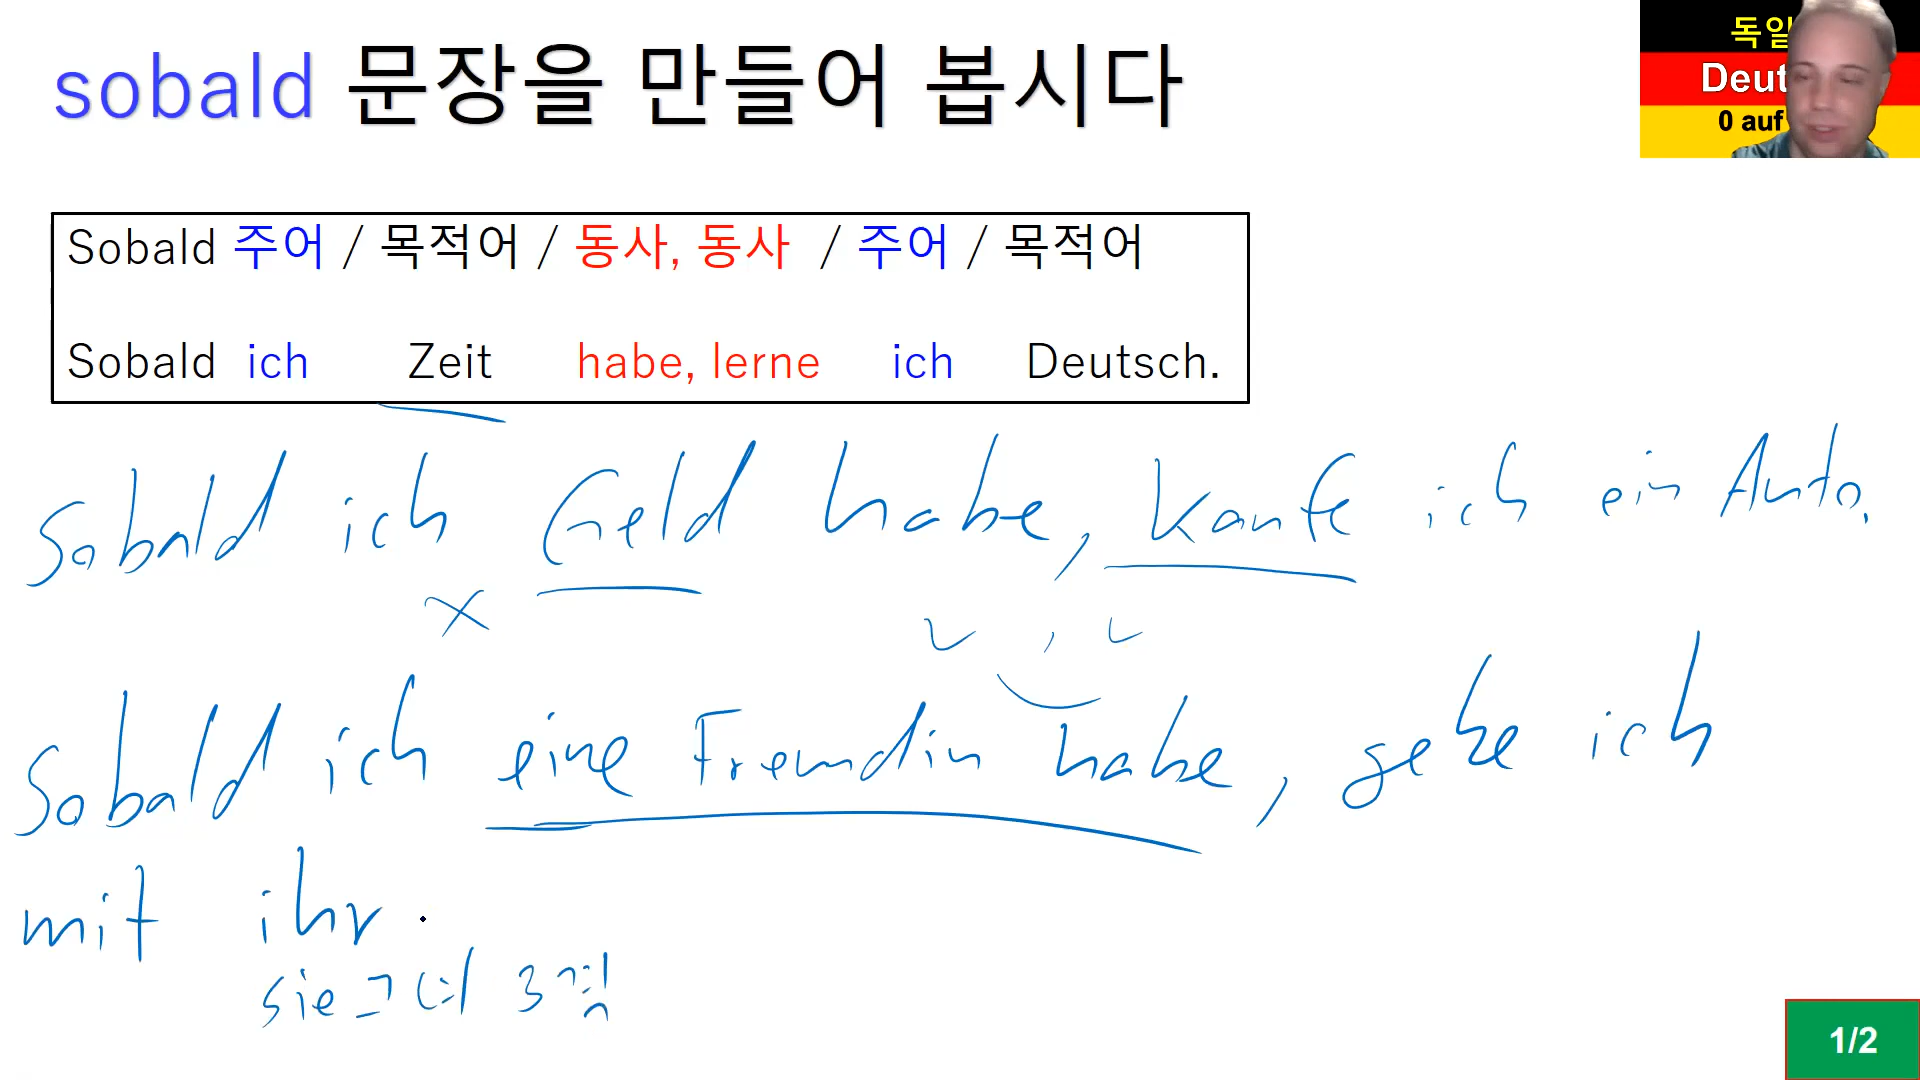 sobald 문장을 만들어 봅시다
독일
Deut
0 auf
Sobald 주어 / 목적어 / 동사, 동사 / 주어 / 목적어
Sobald ich Zeit habe, lerne ich Deutsch.
Sobald ich Geld habe, kaufe ich ein Auto.
Sobald ich eine Freundin habe, gehe ich
mit ihr.
sie 그녀 3격
1/2